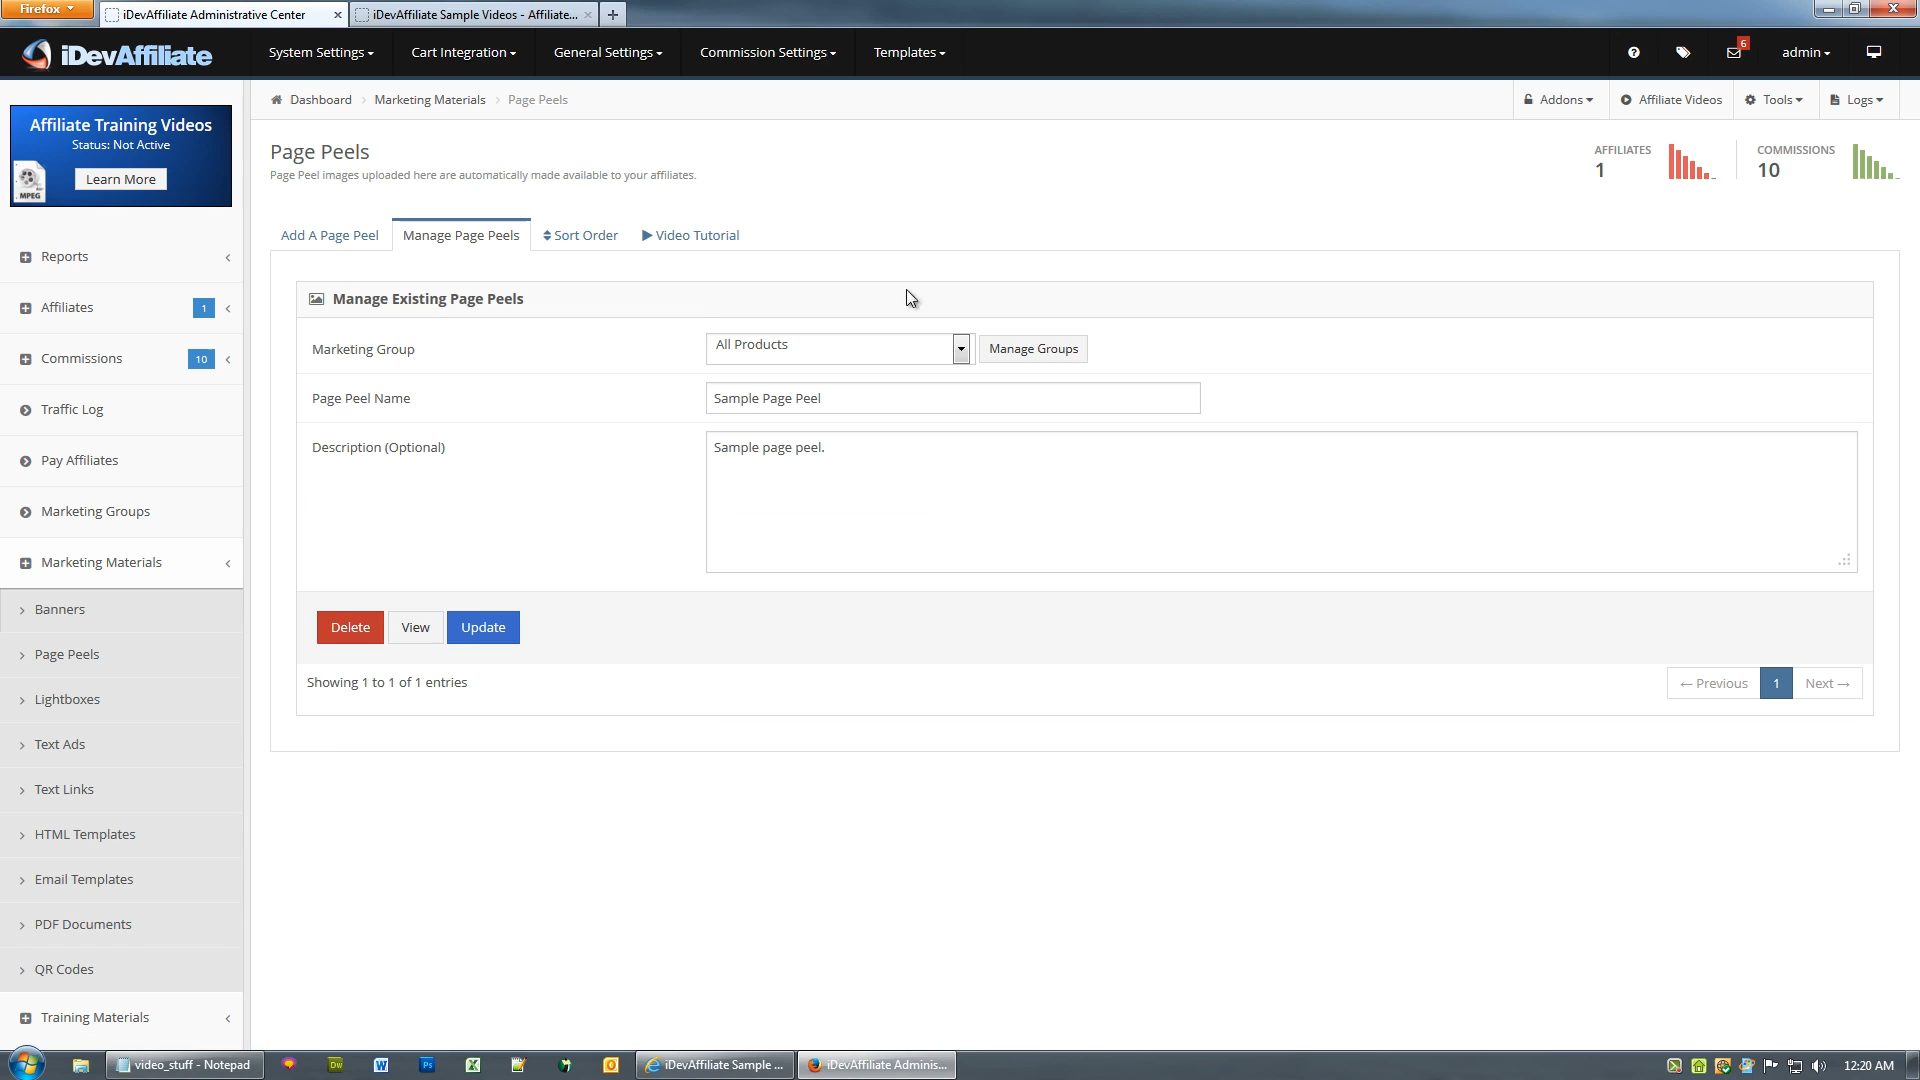 Firefox
iDevAffiliate Administrative Center
iDevAffiliate Sample Videos - Affiliate...
iDevAffiliate
System Settings
Cart Integration
General Settings
Commission Settings
Templates
6
admin
Affiliate Training Videos
Status: Not Active
MPEG
Learn More
Dashboard
Marketing Materials
Page Peels
Addons
Affiliate Videos
Tools
Logs
Page Peels
Page Peel images uploaded here are automatically made available to your affiliates.
AFFILIATES
1
COMMISSIONS
10
Add A Page Peel
Manage Page Peels
Sort Order
Video Tutorial
Reports
Affiliates 1
Commissions 10
Traffic Log
Pay Affiliates
Marketing Groups
Marketing Materials
Banners
Page Peels
Lightboxes
Text Ads
Text Links
HTML Templates
Email Templates
PDF Documents
QR Codes
Training Materials
Manage Existing Page Peels
Marketing Group
All Products
Manage Groups
Page Peel Name
Sample Page Peel
Description (Optional)
Sample page peel.
Delete
View
Update
Showing 1 to 1 of 1 entries
← Previous
1
Next →
video_stuff - Notepad
Dw
W
Ps
X
O
iDevAffiliate Sample ...
iDevAffiliate Adminis...
12:20 AM